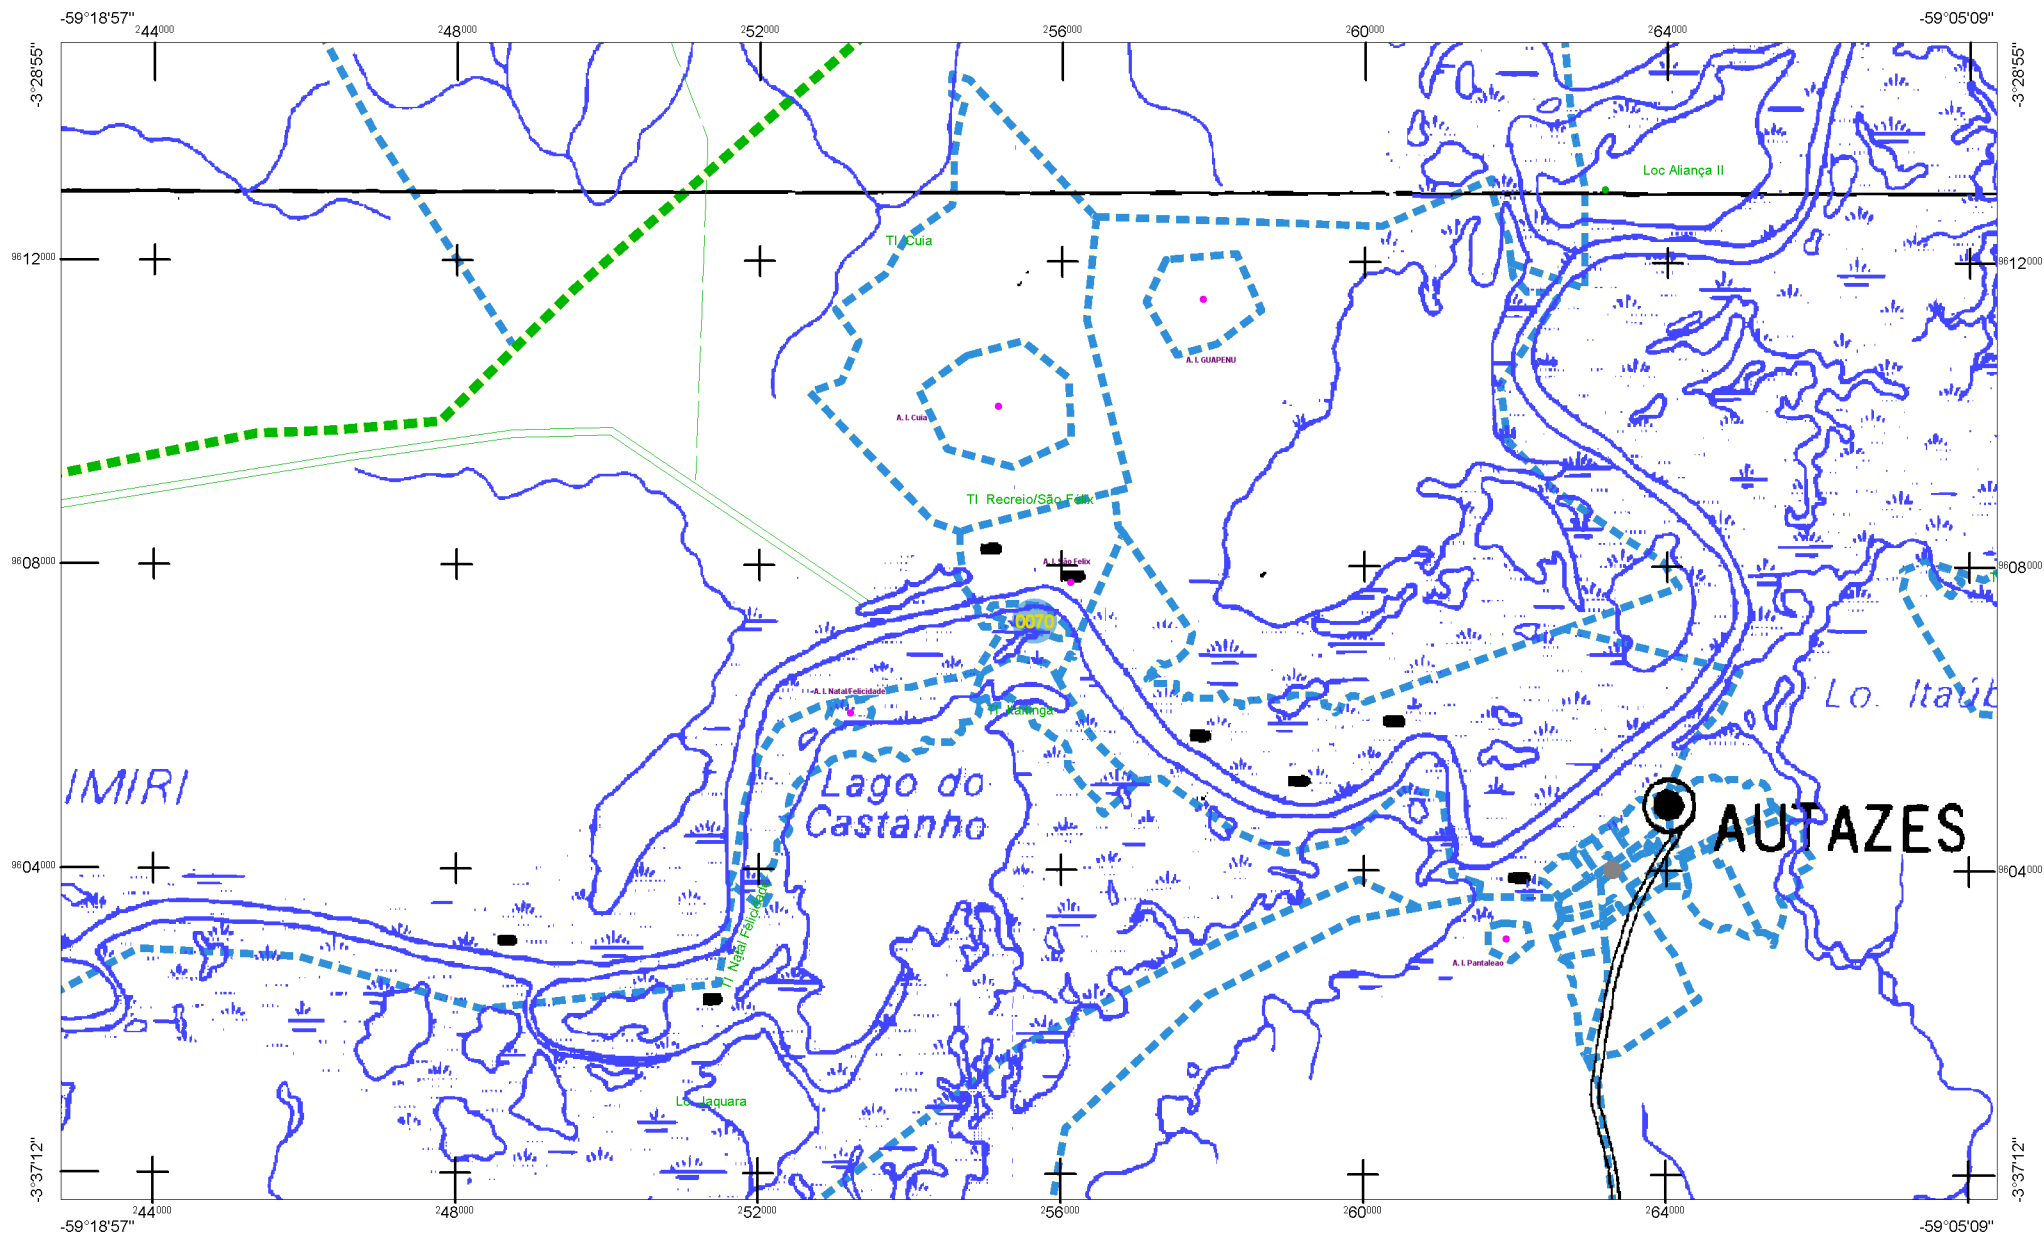 -59°18'57"
-59°05'09"
244000
248000
252000
256000
260000
264000
-3°28'55"
-3°28'55"
Loc Aliança II
TI Cuia
9612000
9612000
A. I. GUAPENU
A. I. Cuia
TI Recreio/São Félix
A. I. São Felix
9608000
9608000
0070
A. I. Natal/Felicidade
TI Itaitinga
Lo. Itaúb
IMIRI
Lago do
Castanho
AUTAZES
9604000
9604000
TI Natal Felicidade
A. I. Pantaleao
Lo Jaquara
-3°37'12"
-3°37'12"
244000
248000
252000
256000
260000
264000
-59°18'57"
-59°05'09"